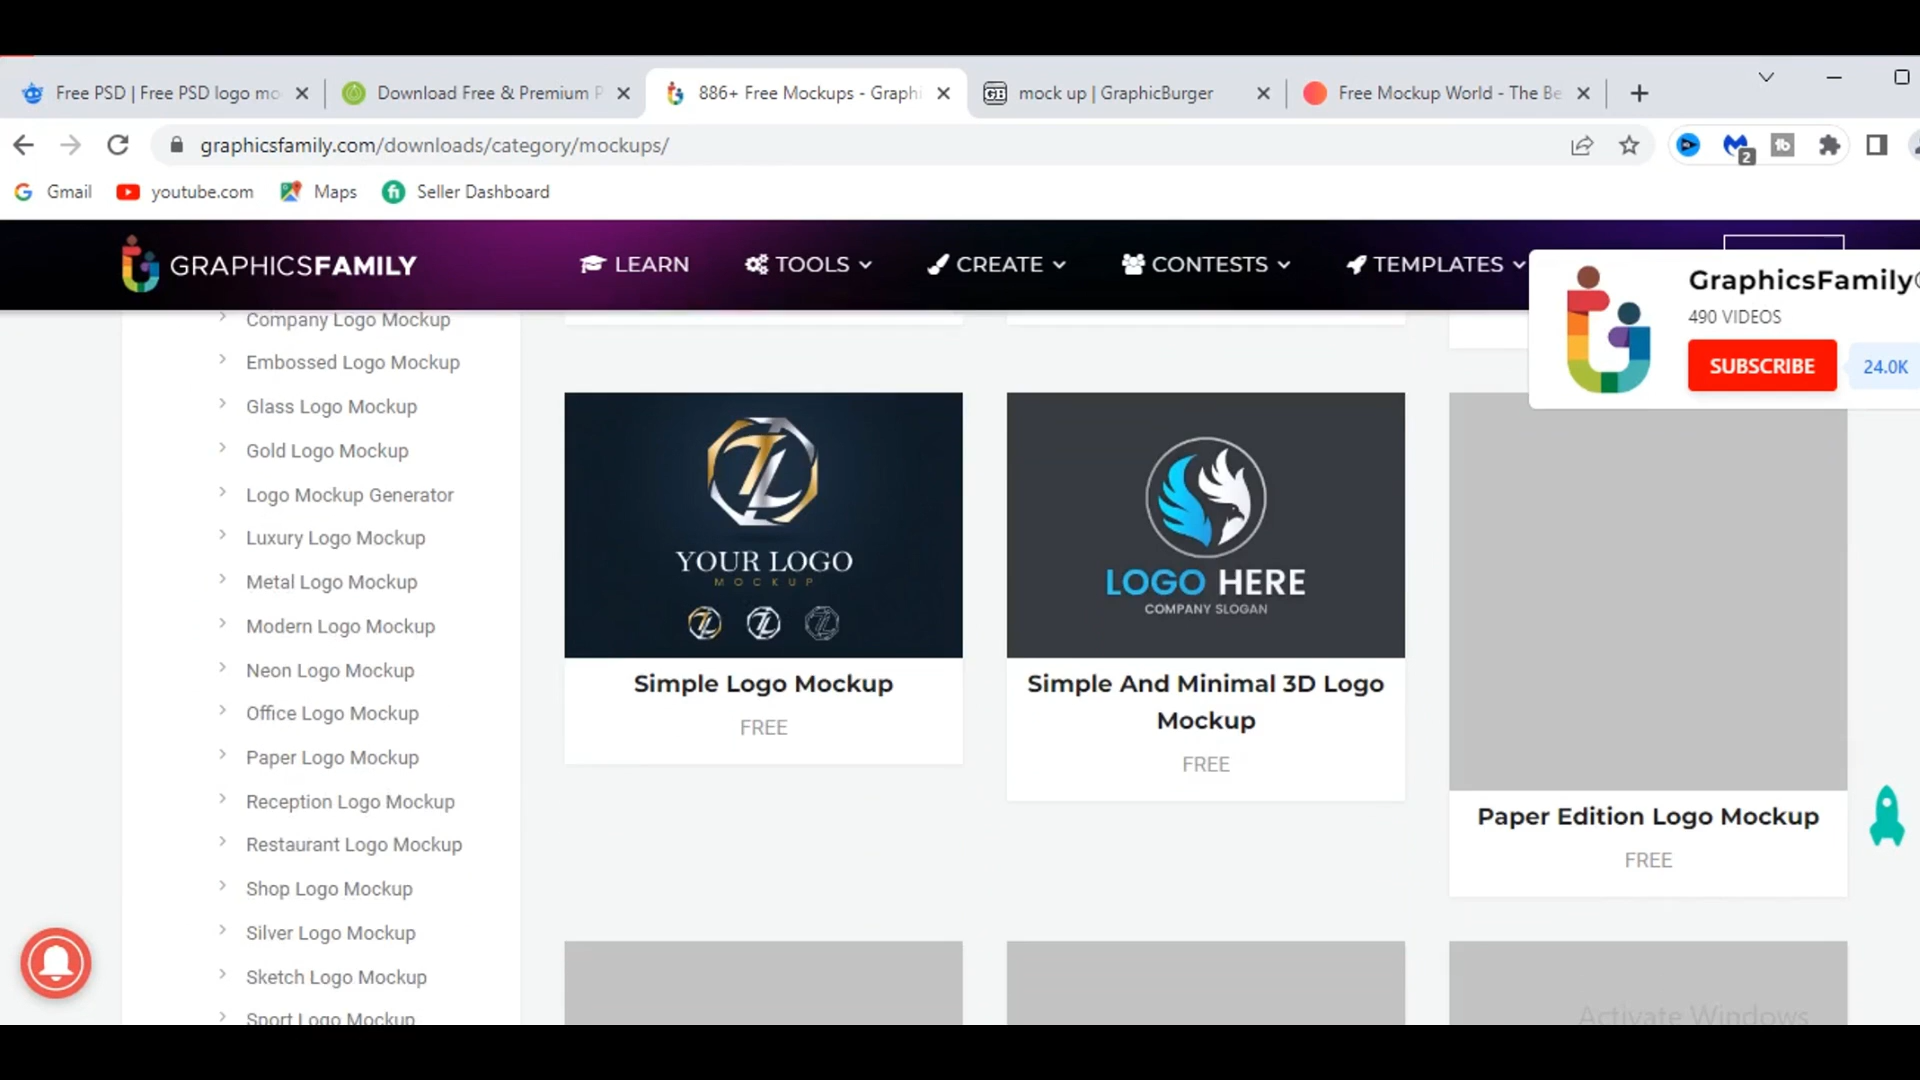 Free PSD | Free PSD logo mo
Download Free & Premium P
886+ Free Mockups - Graphi
mock up | GraphicBurger
Free Mockup World - The Be
graphicsfamily.com/downloads/category/mockups/
2
Gmail
youtube.com
Maps
Seller Dashboard
GRAPHICSFAMILY
LEARN
TOOLS
CREATE
CONTESTS
TEMPLATES
GraphicsFamily
490 VIDEOS
SUBSCRIBE
24.0K
Company Logo Mockup
Embossed Logo Mockup
Glass Logo Mockup
Gold Logo Mockup
Logo Mockup Generator
Luxury Logo Mockup
Metal Logo Mockup
Modern Logo Mockup
Neon Logo Mockup
Office Logo Mockup
Paper Logo Mockup
Reception Logo Mockup
Restaurant Logo Mockup
Shop Logo Mockup
Silver Logo Mockup
Sketch Logo Mockup
Sport Logo Mockup
YOUR LOGO
MOCKUP
Simple Logo Mockup
FREE
LOGO HERE
COMPANY SLOGAN
Simple And Minimal 3D Logo
Mockup
FREE
Paper Edition Logo Mockup
FREE
Activate Windows